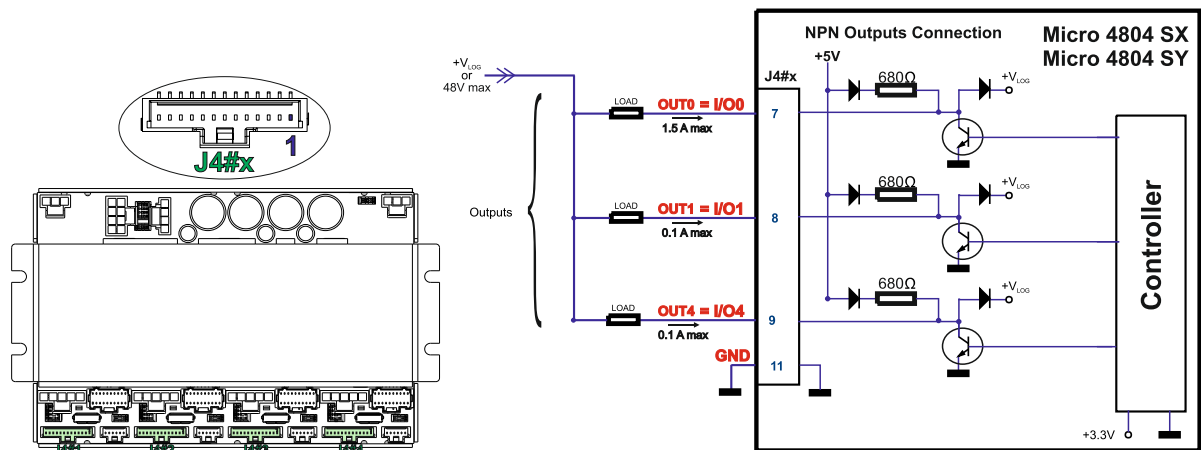 J4#x
1
NPN Outputs Connection
Micro 4804 SX
Micro 4804 SY
+V LOG
or
48V max
Outputs
LOAD
OUT0 = I/O0
1.5 A max
LOAD
OUT1 = I/O1
0.1 A max
LOAD
OUT4 = I/O4
0.1 A max
GND
J4#x
7
8
9
11
+5V
680Ω
+V LOG
680Ω
+V LOG
680Ω
+V LOG
Controller
+3.3V